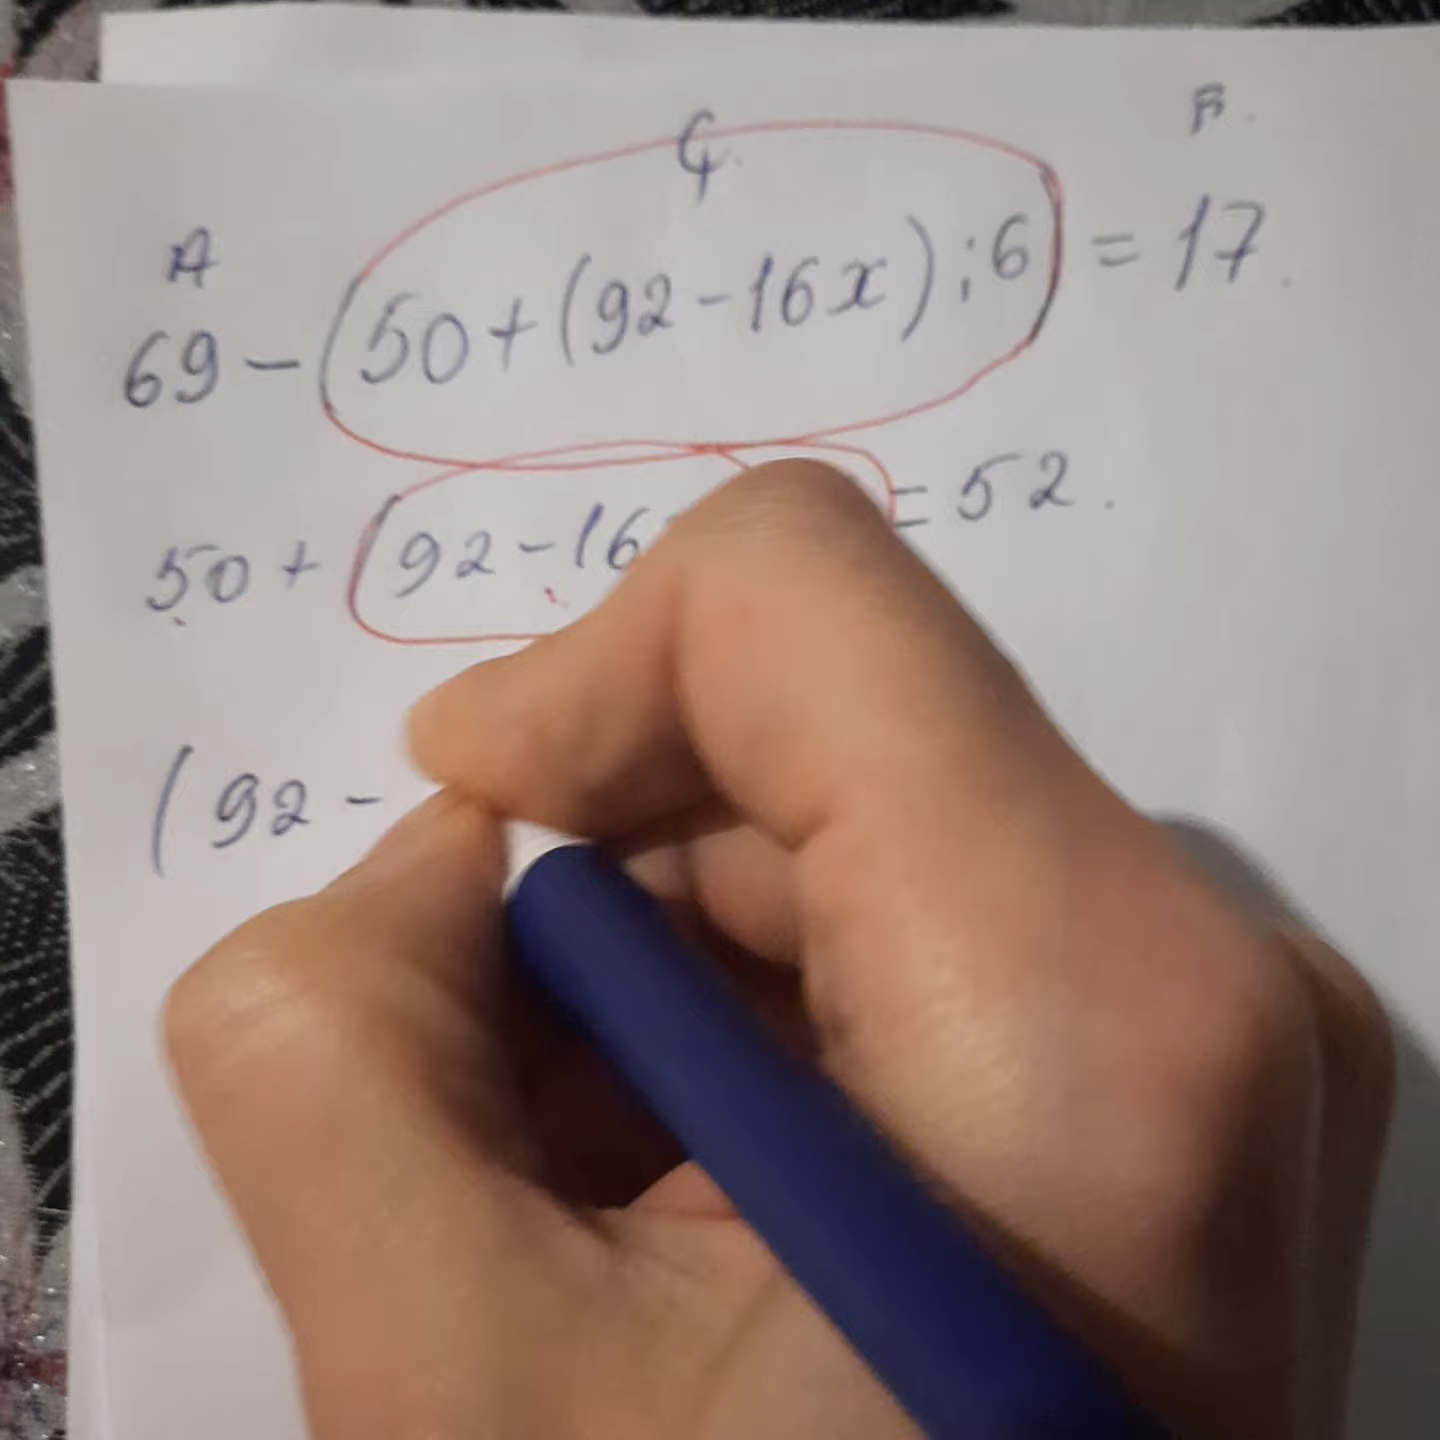 A Ç. F.
69 - (50 + (92 - 16x) : 6) = 17.
50 + (92 - 16 = 52.
(92 -